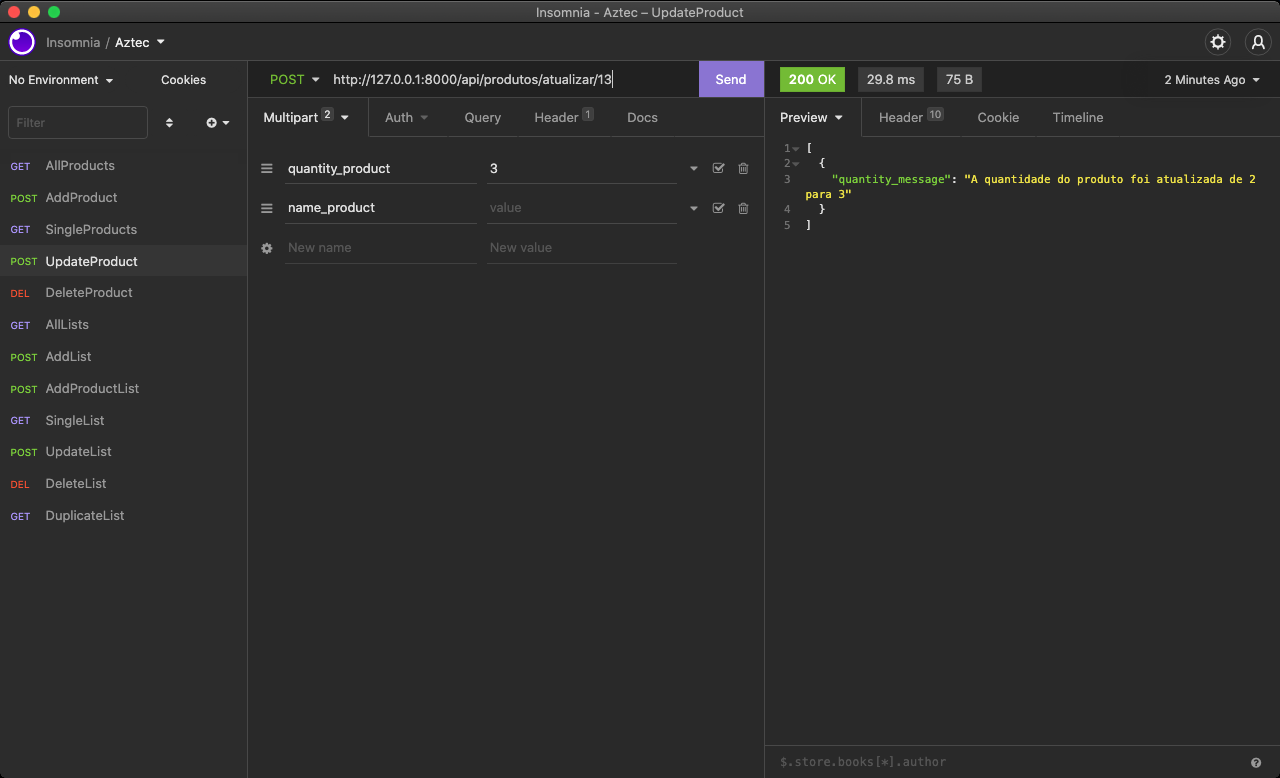 Insomnia - Aztec – UpdateProduct
Insomnia / Aztec
No Environment Cookies
Filter
GET AllProducts
POST AddProduct
GET SingleProducts
POST UpdateProduct
DEL DeleteProduct
GET AllLists
POST AddList
POST AddProductList
GET SingleList
POST UpdateList
DEL DeleteList
GET DuplicateList
POST http://127.0.0.1:8000/api/produtos/atualizar/13 Send
Multipart 2 Auth Query Header 1 Docs
quantity_product 3
name_product value
New name New value
200 OK 29.8 ms 75 B 2 Minutes Ago
Preview Header 10 Cookie Timeline
1 [
2 {
3 "quantity_message": "A quantidade do produto foi atualizada de 2
para 3"
4 }
5 ]
$.store.books[*].author ?